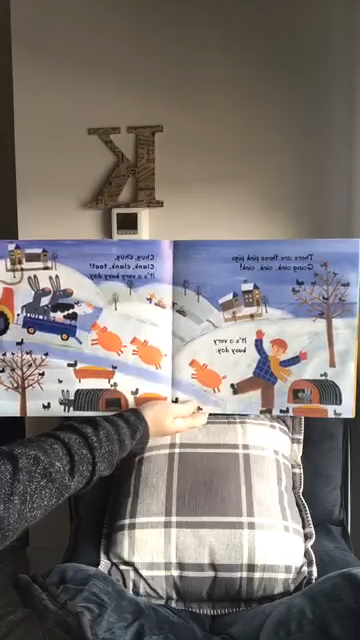 K
There are three pink pigs
Going oink, oink, oink!
It's a very
busy day.
Chug, chug,
Clank, clank, toot!
It's a very busy day.